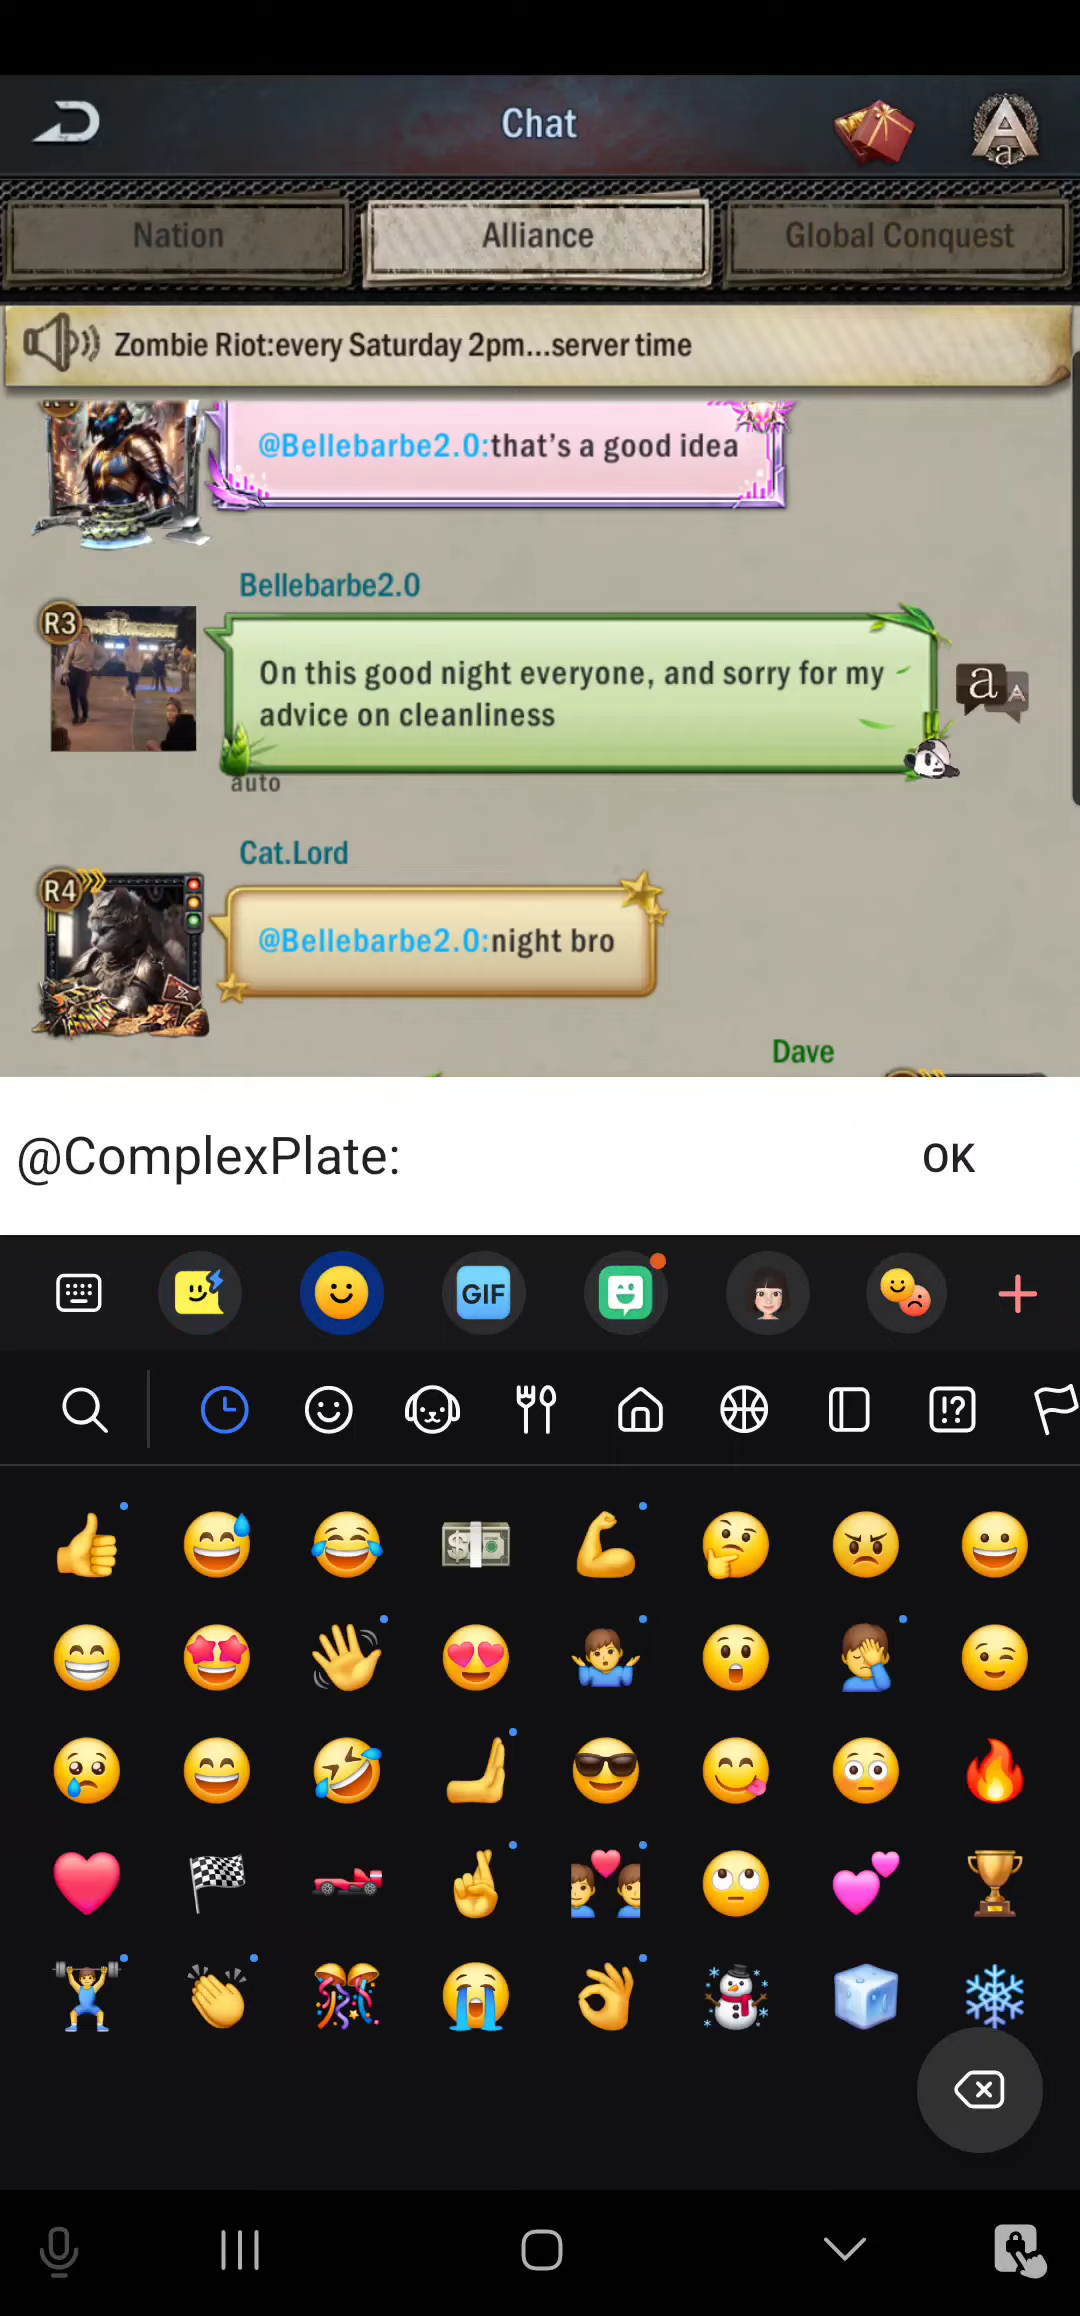 Chat
A
a
Nation
Alliance
Global Conquest
Zombie Riot:every Saturday 2pm...server time
@Bellebarbe2.0:that's a good idea
Bellebarbe2.0
R3
On this good night everyone, and sorry for my
advice on cleanliness
a A
auto
Cat.Lord
R4
@Bellebarbe2.0:night bro
Dave
@ComplexPlate:
OK
GIF
!?